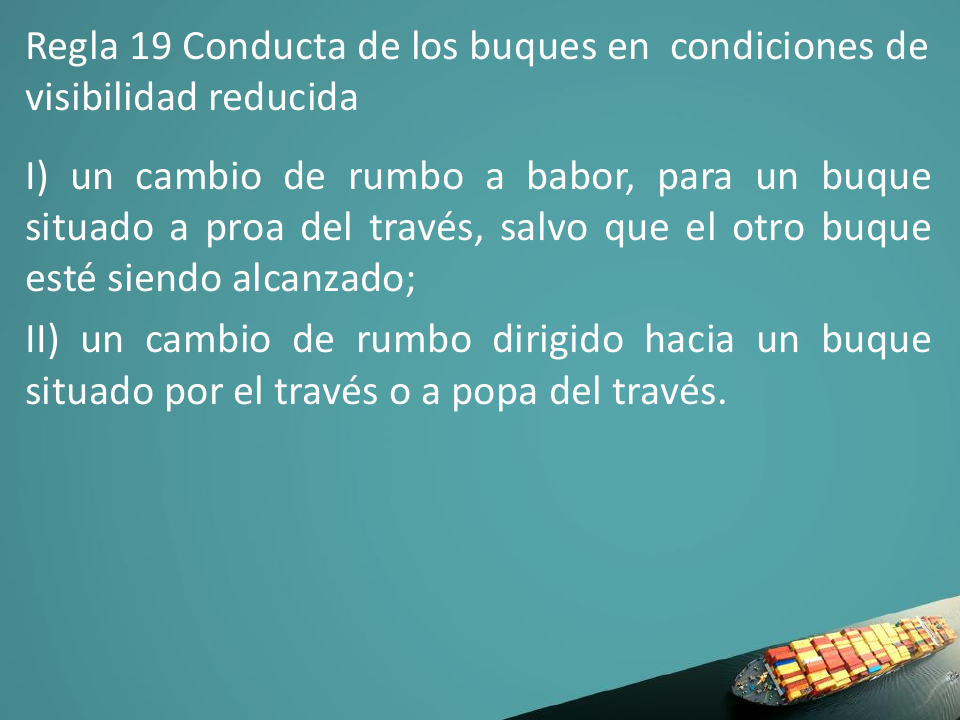 Regla 19 Conducta de los buques en condiciones de
visibilidad reducida
I) un cambio de rumbo a babor, para un buque
situado a proa del través, salvo que el otro buque
esté siendo alcanzado;
II) un cambio de rumbo dirigido hacia un buque
situado por el través o a popa del través.